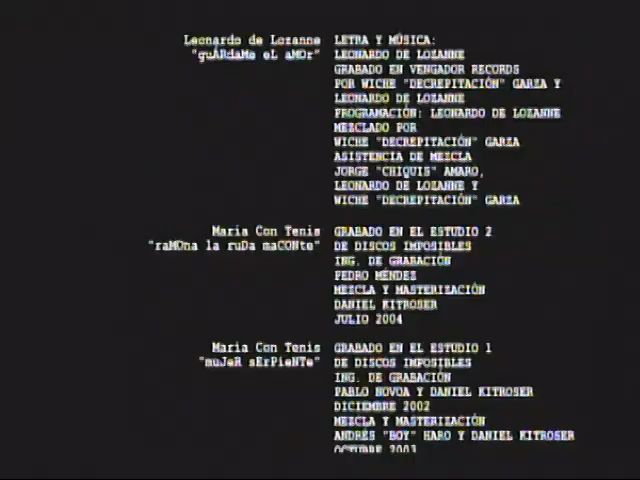 Leonardo de Lozanne
"guÁRdaMe eL aMOr"
LETRA Y MÚSICA:
LEONARDO DE LOZANNE
GRABADO EN VENGADOR RECORDS
POR WICHE "DECREPITACIÓN" GARZA Y
LEONARDO DE LOZANNE
PROGRAMACIÓN: LEONARDO DE LOZANNE
MEZCLADO POR
WICHE "DECREPITACIÓN" GARZA
ASISTENCIA DE MEZCLA
JORGE "CHIQUIS" AMARO,
LEONARDO DE LOZANNE Y
WICHE "DECREPITACIÓN" GARZA
Maria Con Tenis
"raMOna la ruDa maCONte"
GRABADO EN EL ESTUDIO 2
DE DISCOS IMPOSIBLES
ING. DE GRABACIÓN
PEDRO MÉNDEZ
MEZCLA Y MASTERIZACIÓN
DANIEL KITROSER
JULIO 2004
Maria Con Tenis
"muJeR sErPieNTe"
GRABADO EN EL ESTUDIO 1
DE DISCOS IMPOSIBLES
ING. DE GRABACIÓN
PABLO NOVOA Y DANIEL KITROSER
DICIEMBRE 2002
MEZCLA Y MASTERIZACIÓN
ANDRÉS "BOY" HARO Y DANIEL KITROSER
OCTUBRE 2003